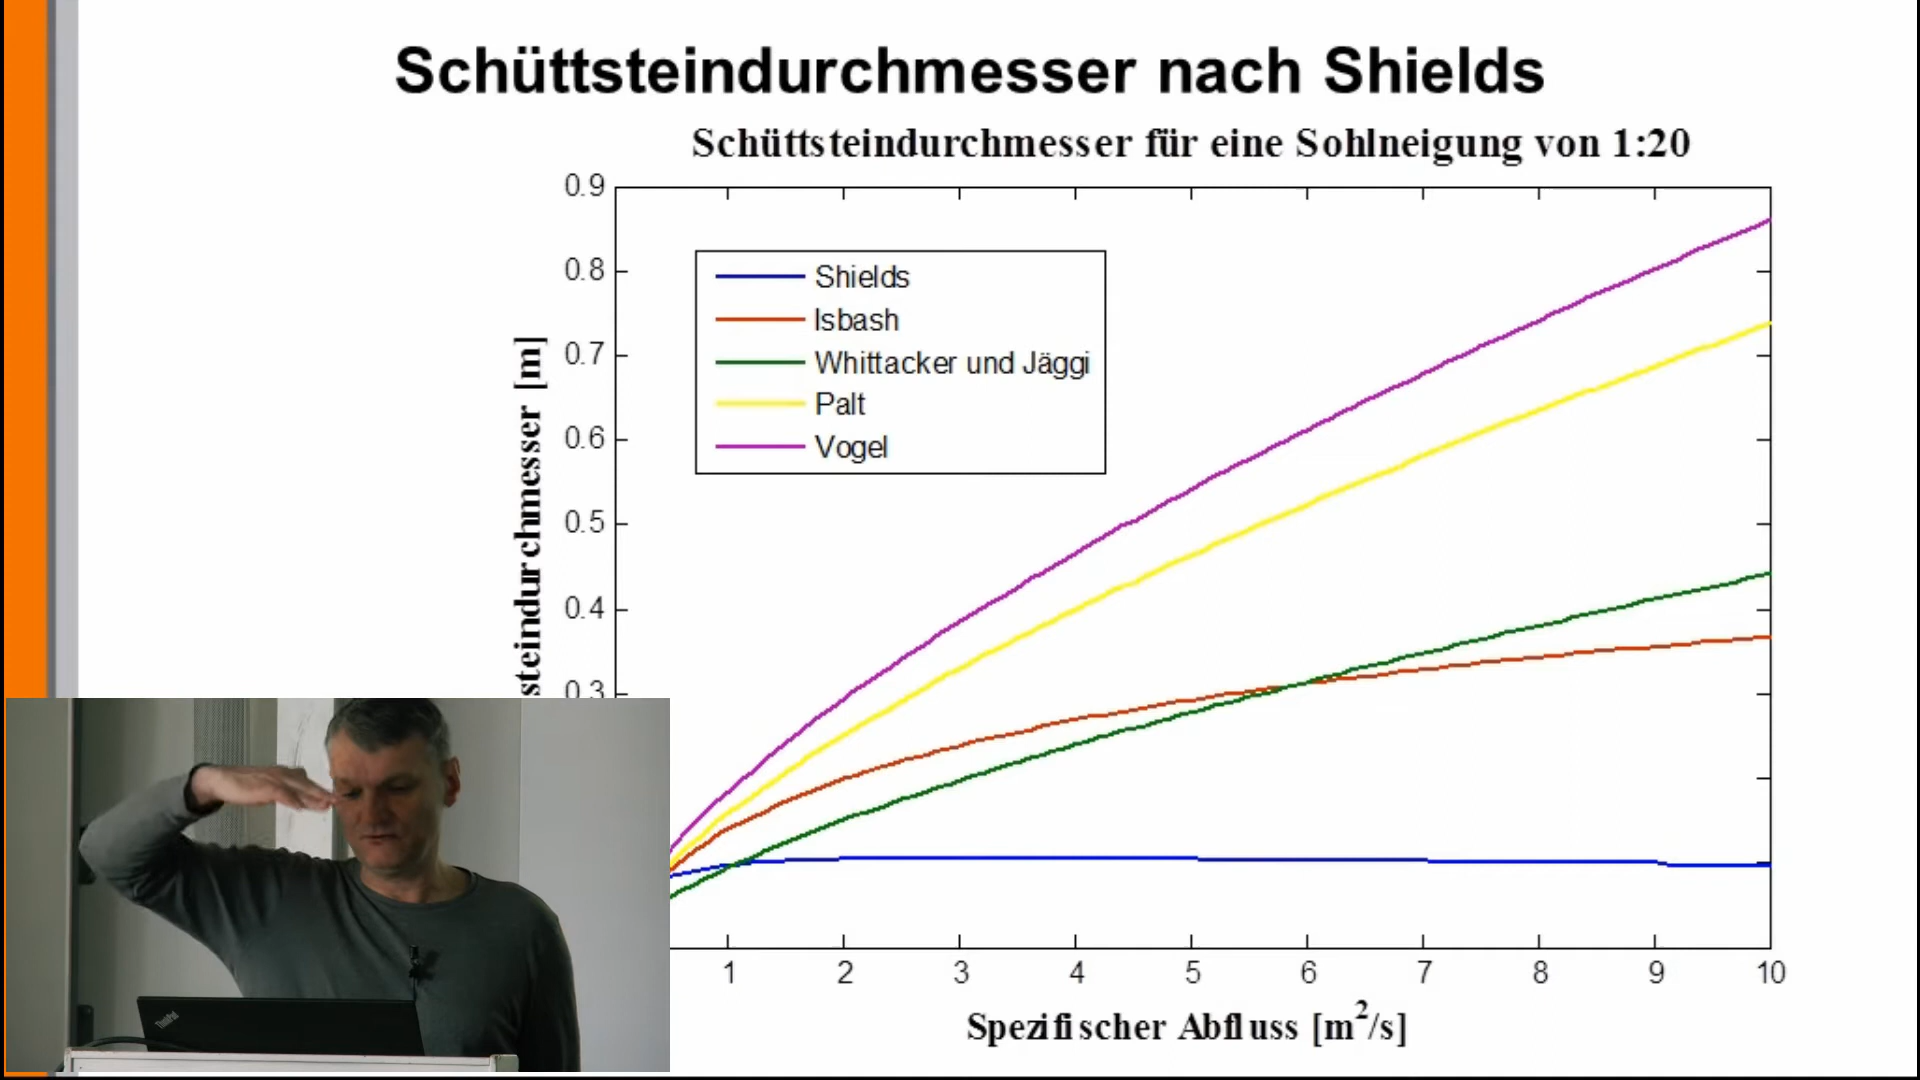 Schüttsteindurchmesser nach Shields
Schüttsteindurchmesser für eine Sohlneigung von 1:20
0.9
0.8
0.7
0.6
0.5
0.4
0.3
steindurchmesser [m]
Shields
Isbash
Whittacker und Jäggi
Palt
Vogel
1 2 3 4 5 6 7 8 9 10
Spezifischer Abfluss [m²/s]
ThinkPad